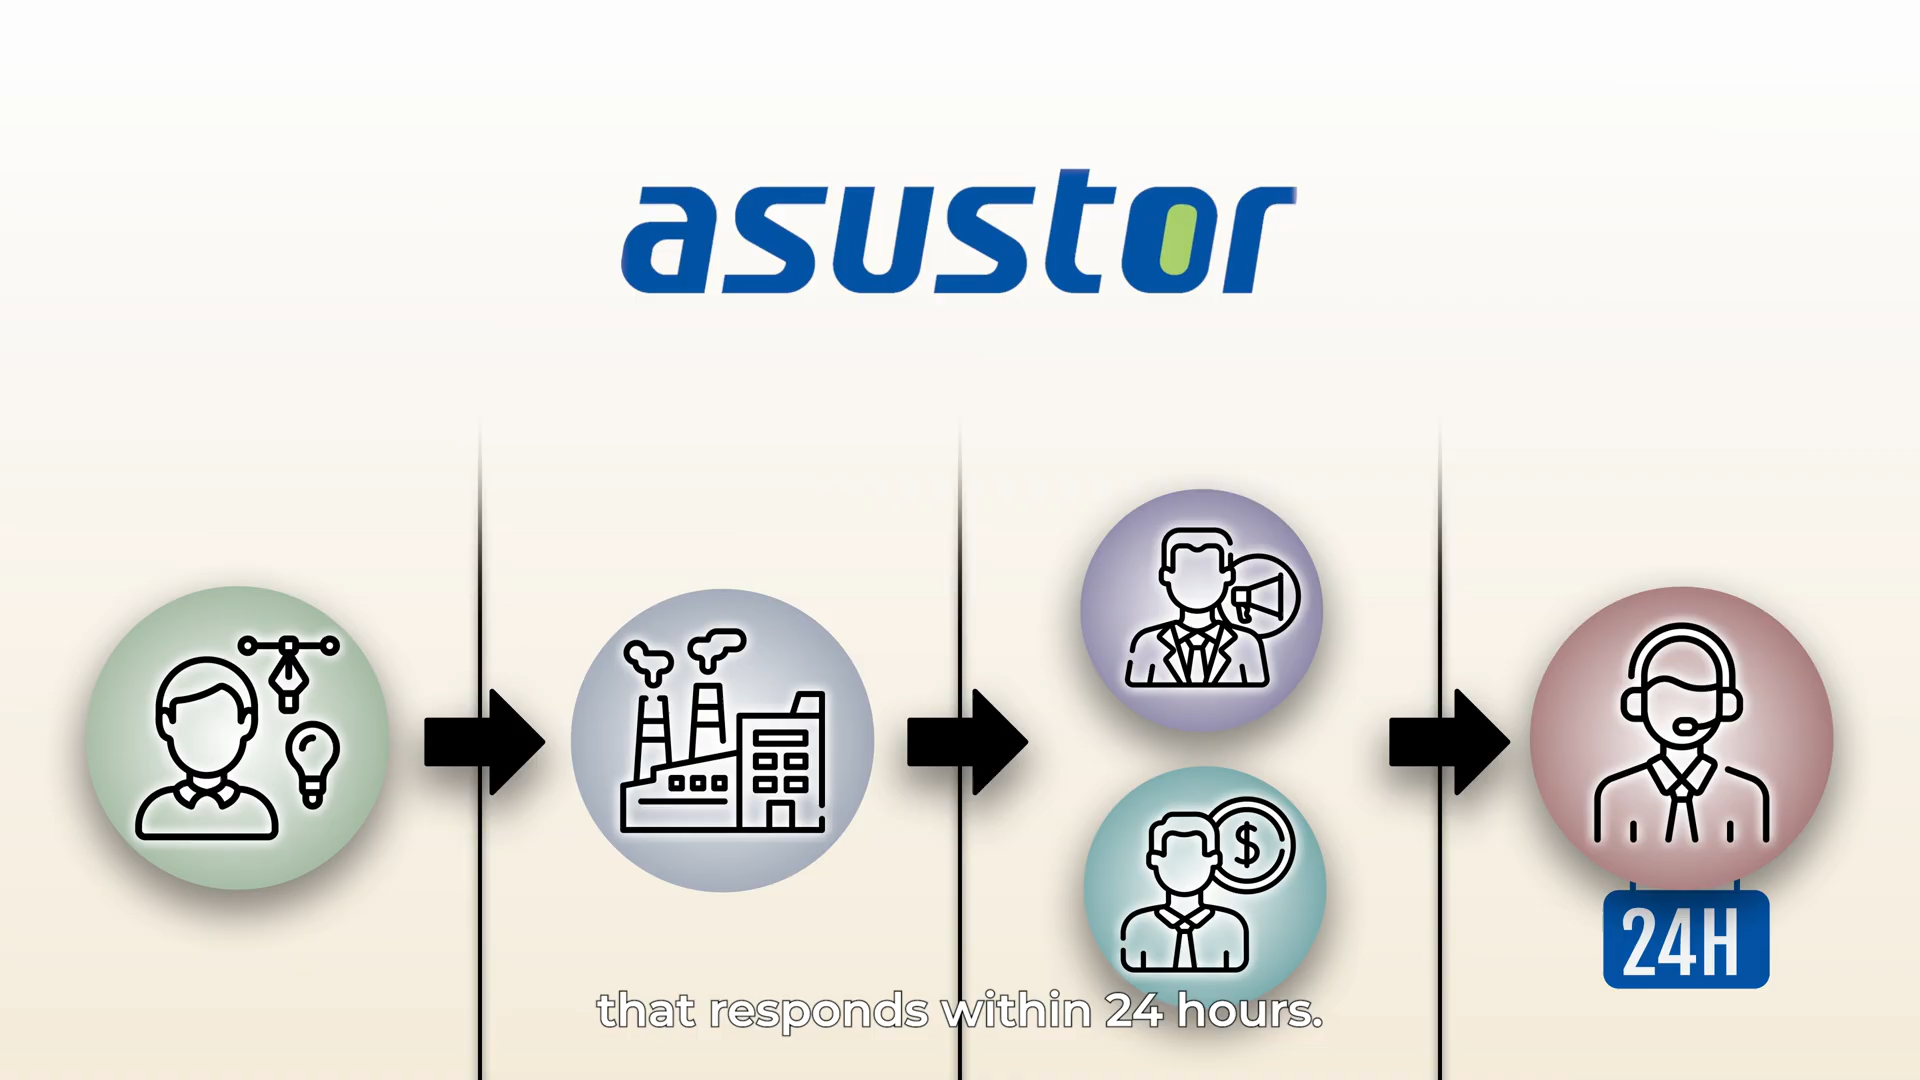 asustor
$
24H
that responds within 24 hours.